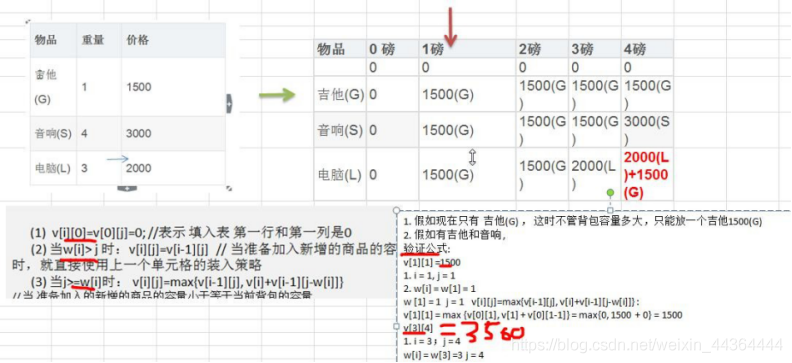 物品 重量 价格
吉他
(G) 1 1500
音响(S) 4 3000
电脑(L) 3 2000
物品 0 磅 1磅 2磅 3磅 4磅
0 0 0 0 0
吉他(G) 0 1500(G) 1500(G) 1500(G) 1500(G)
音响(S) 0 1500(G) 1500(G) 1500(G) 3000(S)
电脑(L) 0 1500(G) 1500(G) 2000(L) 2000(L)+1500(G)
(1) v[i][0]=v[0][j]=0;//表示 填入表 第一行和第一列是0
(2) 当w[i]>j 时：v[i][j]=v[i-1][j] // 当准备加入新增的商品的容
时，就直接使用上一个单元格的装入策略
(3) 当j>=w[i]时： v[i][j]=max{v[i-1][j], v[i]+v[i-1][j-w[i]]}
//当 准备加入的新增的商品的容量小于等于当前背包的容量
1. 假如现在只有 吉他(G) ，这时不管背包容量多大，只能放一个吉他1500(G)
2. 假如有吉他和音响,
验证公式:
v[1][1] =1500
1. i = 1, j = 1
2. w[i] = w[1] = 1
w [1] = 1 j = 1 v[i][j]=max{v[i-1][j], v[i]+v[i-1][j-w[i]]} :
v[1][1] = max {v[0][1], v[1] + v[0][1-1]} = max{0, 1500 + 0} = 1500
v[3][4] =3500
1. i = 3 ; j = 4
w[i] = w[3] =3 j = 4
https://blog.csdn.net/weixin_44364444